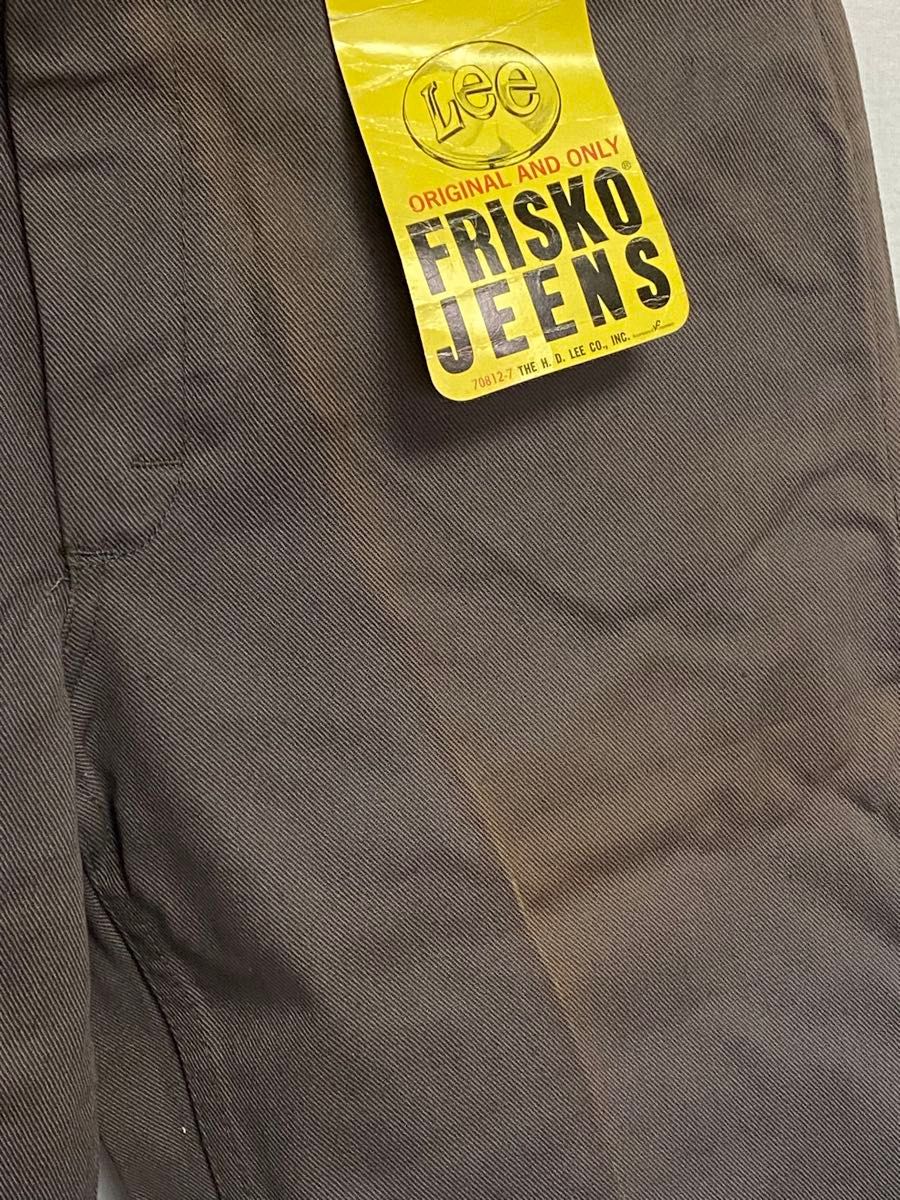 Lee
ORIGINAL AND ONLY
FRISKO®
JEENS
70812-7 THE H. D. LEE CO., INC.